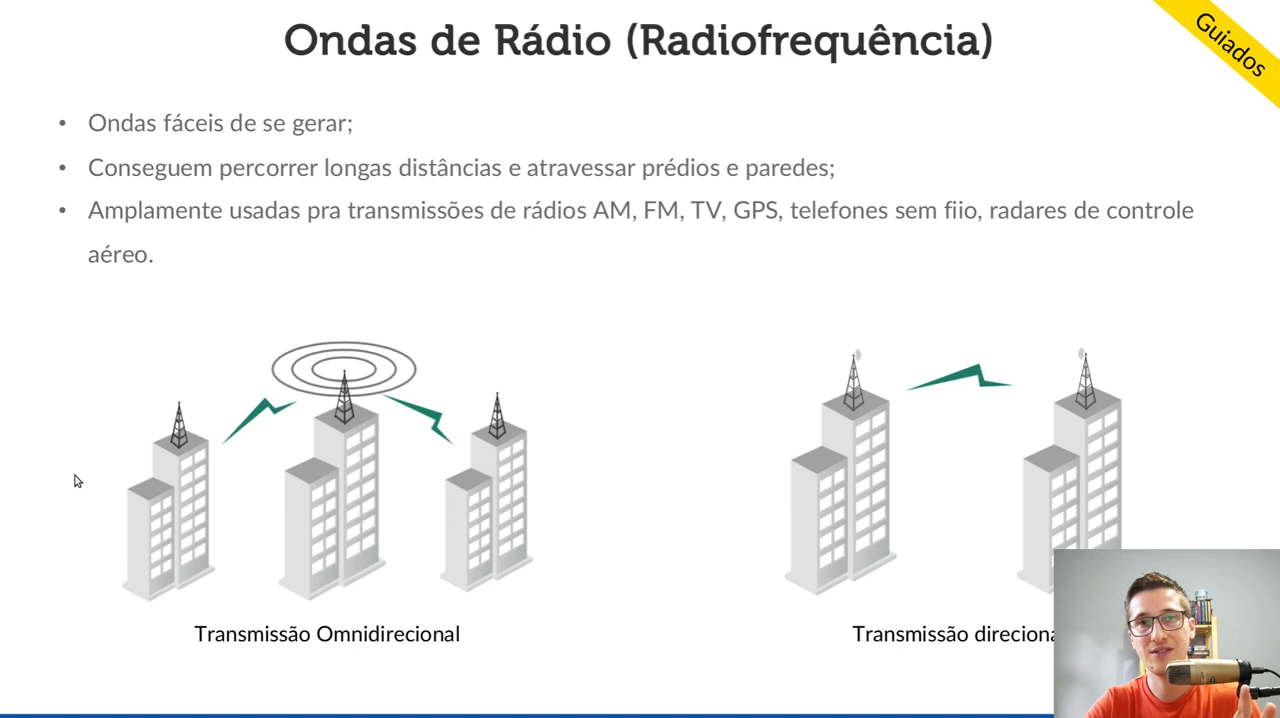 Ondas de Rádio (Radiofrequência)
Guiados
• Ondas fáceis de se gerar;
• Conseguem percorrer longas distâncias e atravessar prédios e paredes;
• Amplamente usadas pra transmissões de rádios AM, FM, TV, GPS, telefones sem fiio, radares de controle
aéreo.
Transmissão Omnidirecional
Transmissão direciona